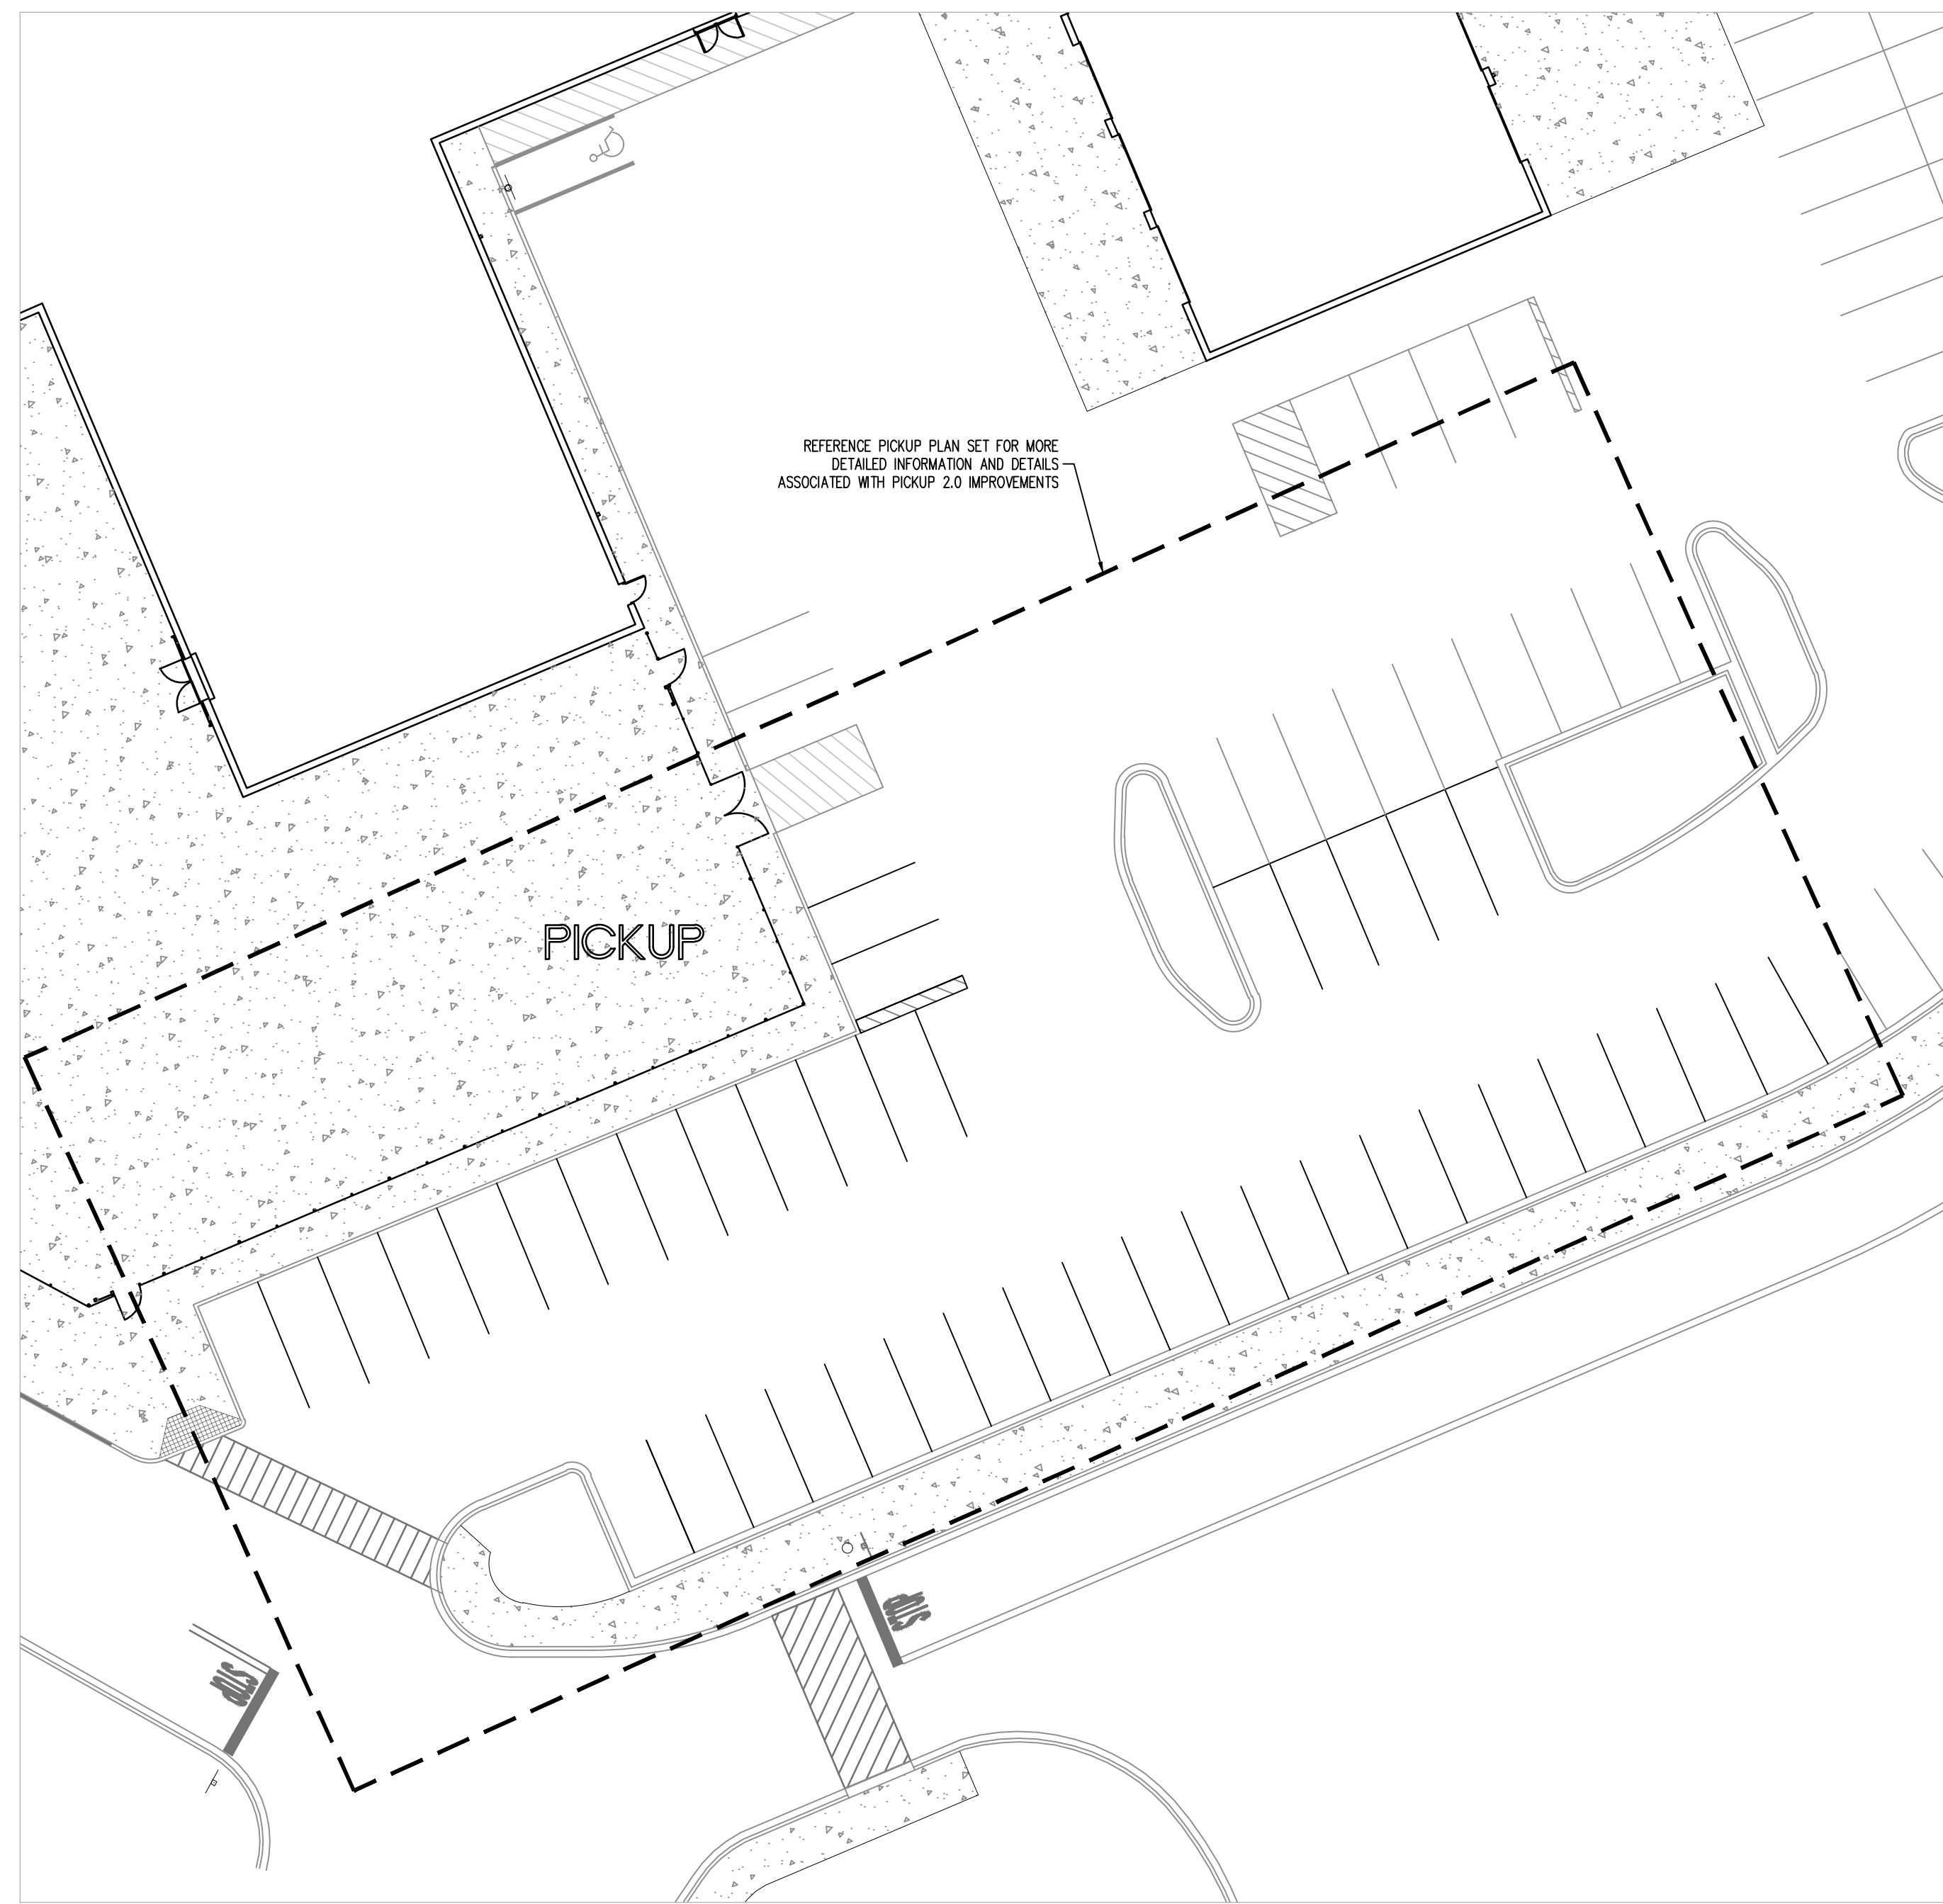 REFERENCE PICKUP PLAN SET FOR MORE
DETAILED INFORMATION AND DETAILS
ASSOCIATED WITH PICKUP 2.0 IMPROVEMENTS
PICKUP
STOP
STOP